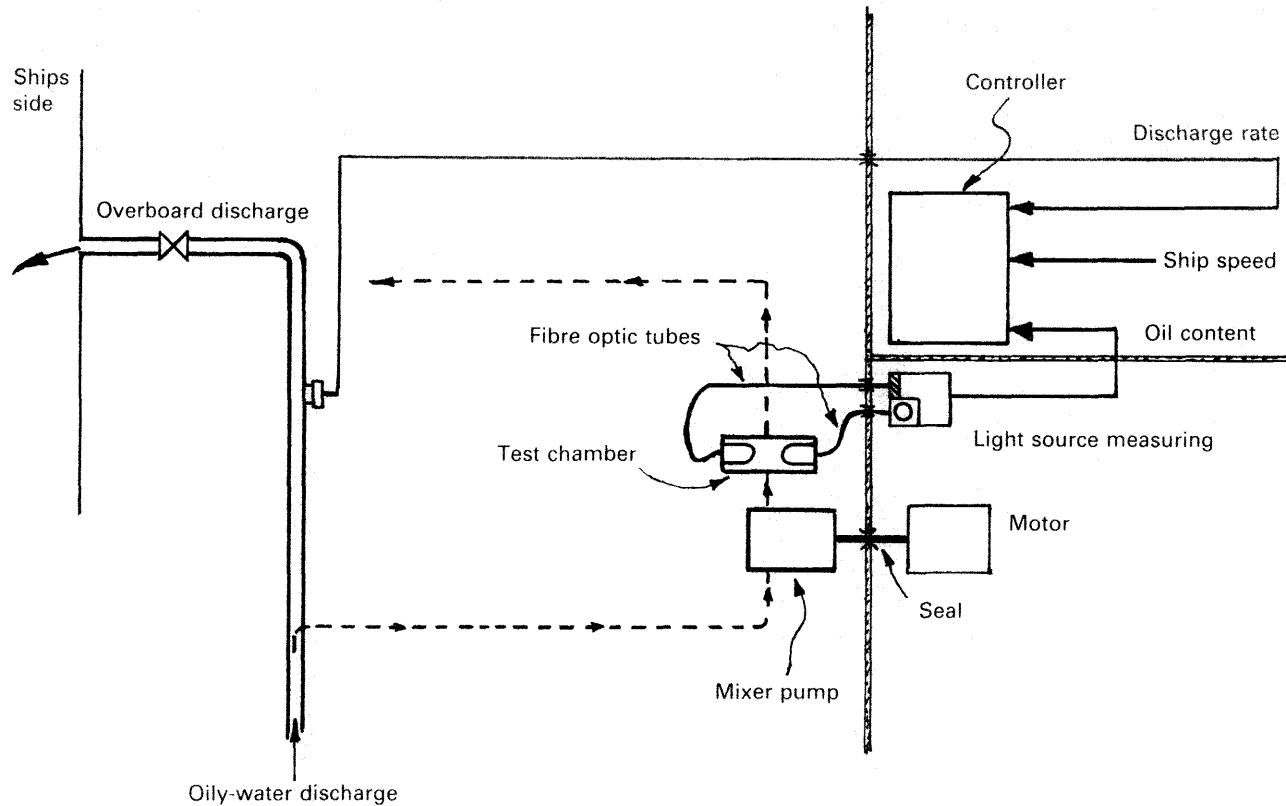 Ships
side
Controller
Discharge rate
Overboard discharge
Ship speed
Fibre optic tubes
Oil content
Test chamber
Light source measuring
Motor
Seal
Mixer pump
Oily-water discharge